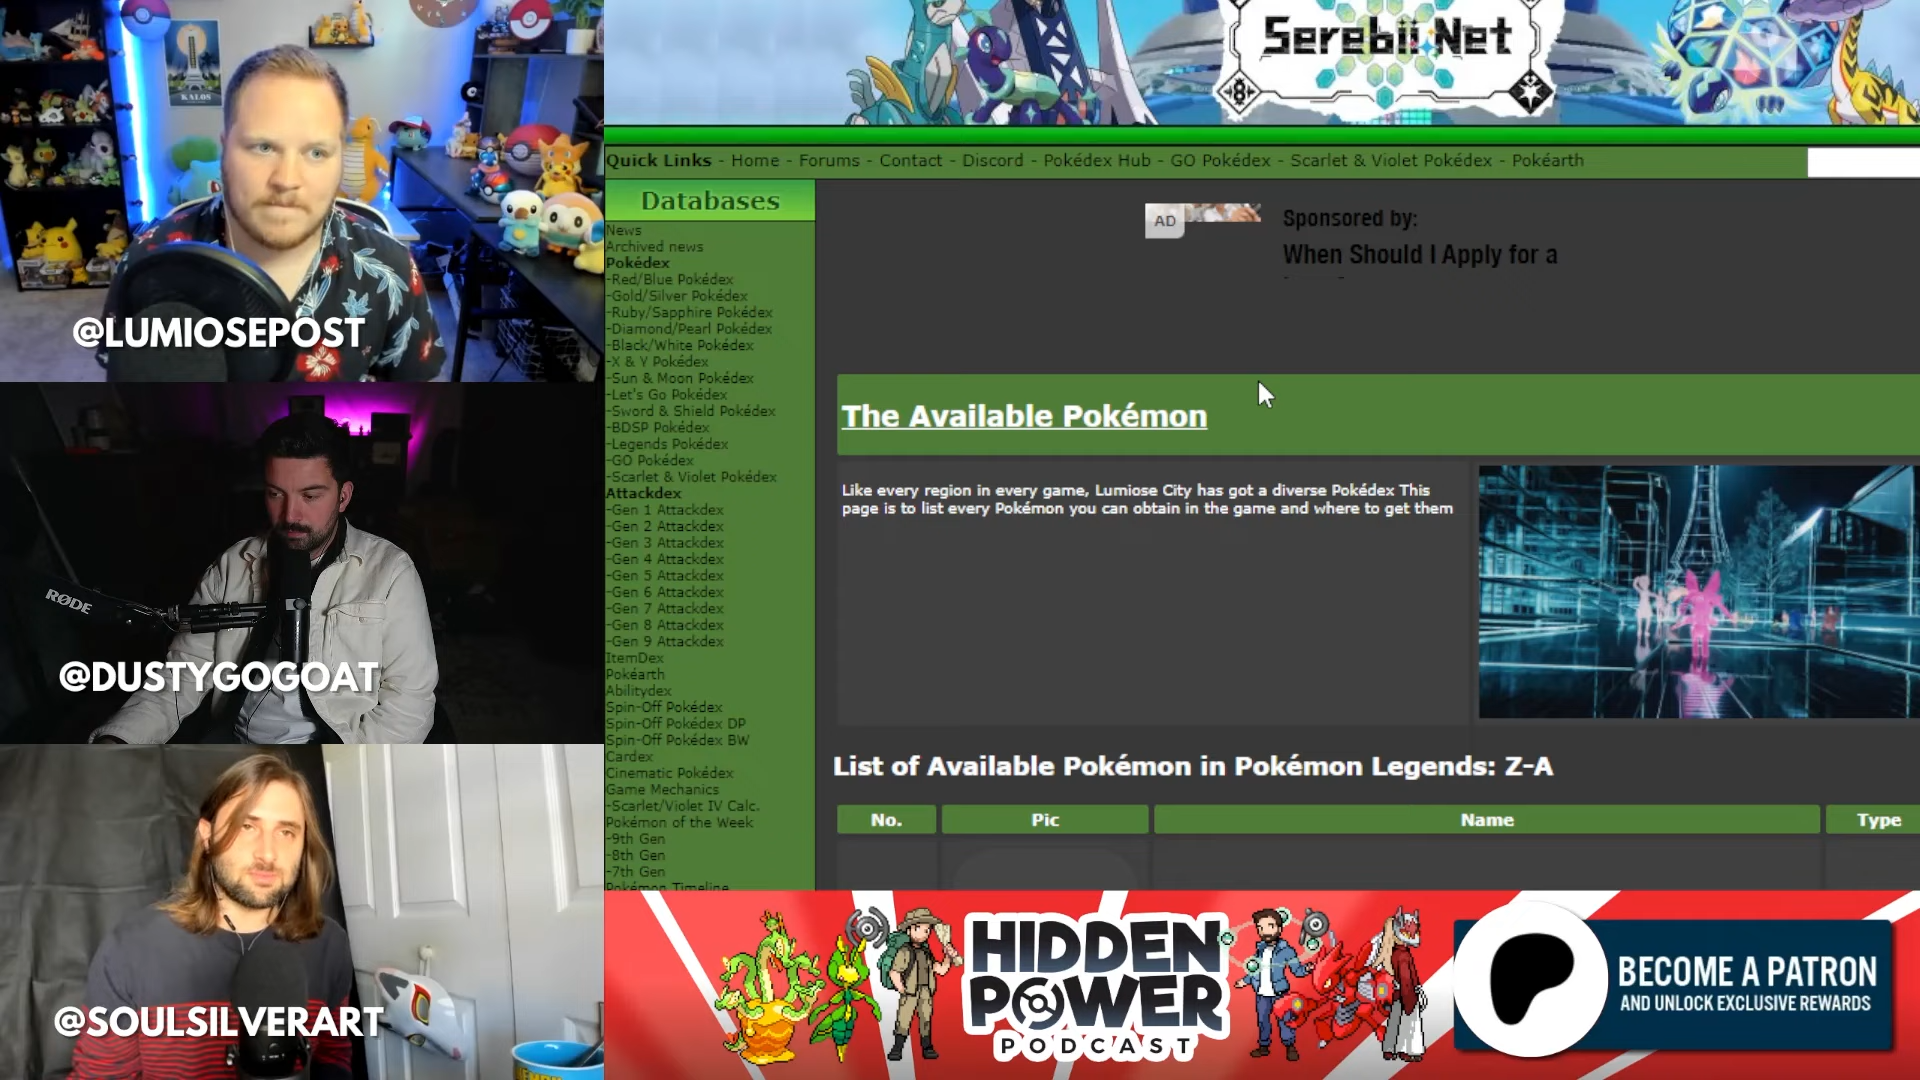 KALOS
@LUMIOSEPOST
RØDE
@DUSTYGOGOAT
@SOULSILVERART
Serebii.Net
Quick Links - Home - Forums - Contact - Discord - Pokédex Hub - GO Pokédex - Scarlet & Violet Pokédex - Pokéarth
Databases
News
Archived news
Pokédex
-Red/Blue Pokédex
-Gold/Silver Pokédex
-Ruby/Sapphire Pokédex
-Diamond/Pearl Pokédex
-Black/White Pokédex
-X & Y Pokédex
-Sun & Moon Pokédex
-Let's Go Pokédex
-Sword & Shield Pokédex
-BDSP Pokédex
-Legends Pokédex
-GO Pokédex
-Scarlet & Violet Pokédex
Attackdex
-Gen 1 Attackdex
-Gen 2 Attackdex
-Gen 3 Attackdex
-Gen 4 Attackdex
-Gen 5 Attackdex
-Gen 6 Attackdex
-Gen 7 Attackdex
-Gen 8 Attackdex
-Gen 9 Attackdex
ItemDex
Pokéarth
Abilitydex
Spin-Off Pokédex
Spin-Off Pokédex DP
Spin-Off Pokédex BW
Cardex
Cinematic Pokédex
Game Mechanics
-Scarlet/Violet IV Calc.
Pokémon of the Week
-9th Gen
-8th Gen
-7th Gen
Pokémon Timeline
AD
Sponsored by:
When Should I Apply for a
The Available Pokémon
Like every region in every game, Lumiose City has got a diverse Pokédex This
page is to list every Pokémon you can obtain in the game and where to get them
List of Available Pokémon in Pokémon Legends: Z-A
No. Pic Name Type
HIDDEN
POWER
PODCAST
BECOME A PATRON
AND UNLOCK EXCLUSIVE REWARDS